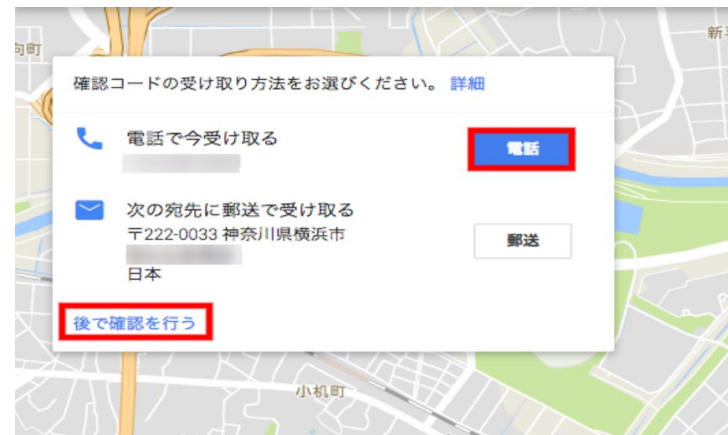 向町
新
確認コードの受け取り方法をお選びください。 詳細
電話で今受け取る
電話
次の宛先に郵送で受け取る
〒222-0033 神奈川県横浜市
郵送
日本
後で確認を行う
小机町